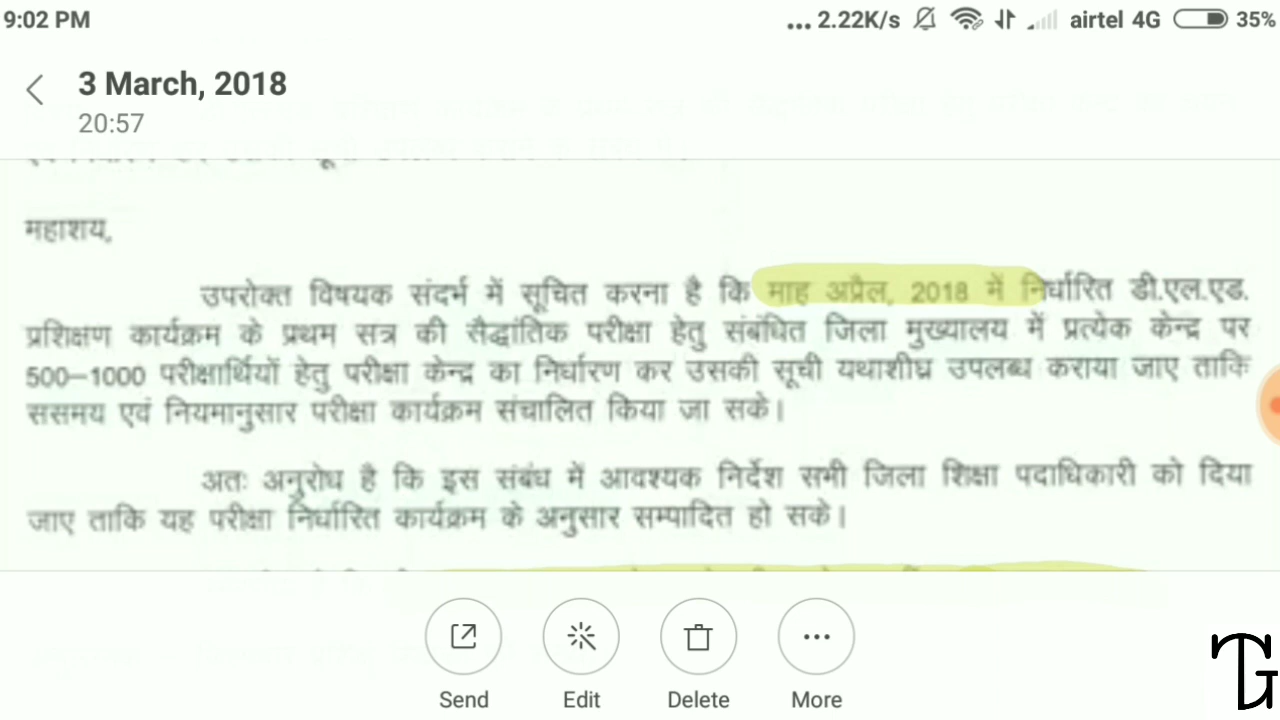 9:02 PM
... 2.22K/s airtel 4G 35%
3 March, 2018
20:57
महाशय,
उपरोक्त विषयक संदर्भ में सूचित करना है कि माह अप्रैल, 2018 में निर्धारित डी.एल.एड.
प्रशिक्षण कार्यक्रम के प्रथम सत्र की सैद्धांतिक परीक्षा हेतु संबंधित जिला मुख्यालय में प्रत्येक केन्द्र पर
500–1000 परीक्षार्थियों हेतु परीक्षा केन्द्र का निर्धारण कर उसकी सूची यथाशीघ्र उपलब्ध कराया जाए ताकि
ससमय एवं नियमानुसार परीक्षा कार्यक्रम संचालित किया जा सके।
अतः अनुरोध है कि इस संबंध में आवश्यक निर्देश सभी जिला शिक्षा पदाधिकारी को दिया
जाए ताकि यह परीक्षा निर्धारित कार्यक्रम के अनुसार सम्पादित हो सके।
Send Edit Delete More
TG